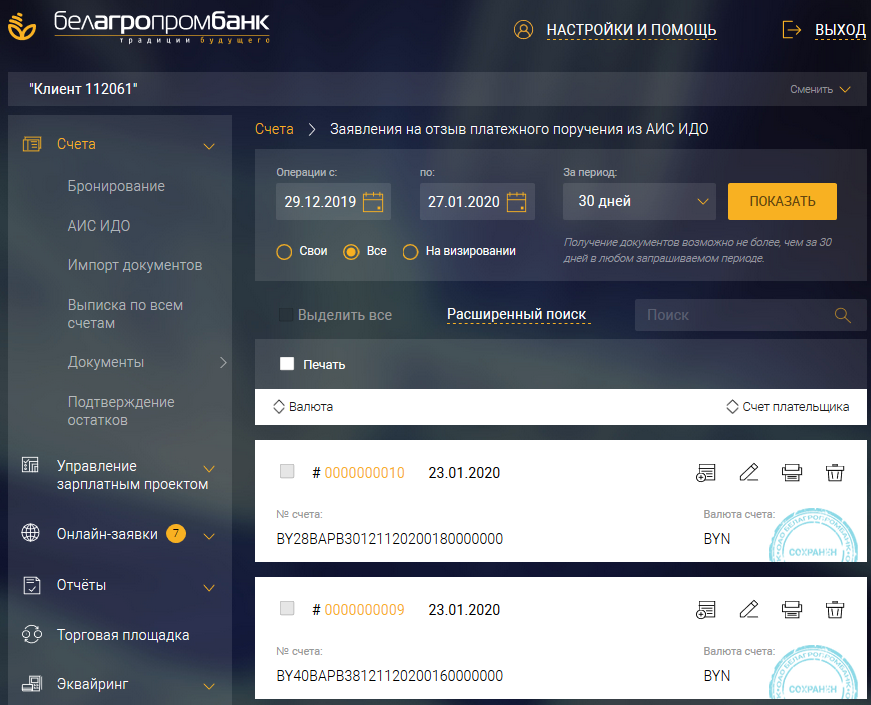 белагропромбанк
традиции будущего
НАСТРОЙКИ И ПОМОЩЬ
ВЫХОД
"Клиент 112061"
Сменить
Счета
Бронирование
АИС ИДО
Импорт документов
Выписка по всем
счетам
Документы
Подтверждение
остатков
Управление
зарплатным проектом
Онлайн-заявки 7
Отчёты
Торговая площадка
Эквайринг
Счета > Заявления на отзыв платежного поручения из АИС ИДО
Операции с: по: За период:
29.12.2019 27.01.2020 30 дней ПОКАЗАТЬ
Свои Все На визировании
Получение документов возможно не более, чем за 30
дней в любом запрашиваемом периоде.
Выделить все Расширенный поиск Поиск
Печать
Валюта Счет плательщика
# 0000000010 23.01.2020
№ счета: Валюта счета:
BY28BAPB30121120200180000000 BYN
ОАО БЕЛАГРОПРОМБАНК
СОХРАНЕН
# 0000000009 23.01.2020
№ счета: Валюта счета:
BY40BAPB38121120200160000000 BYN
ОАО БЕЛАГРОПРОМБАНК
СОХРАНЕН